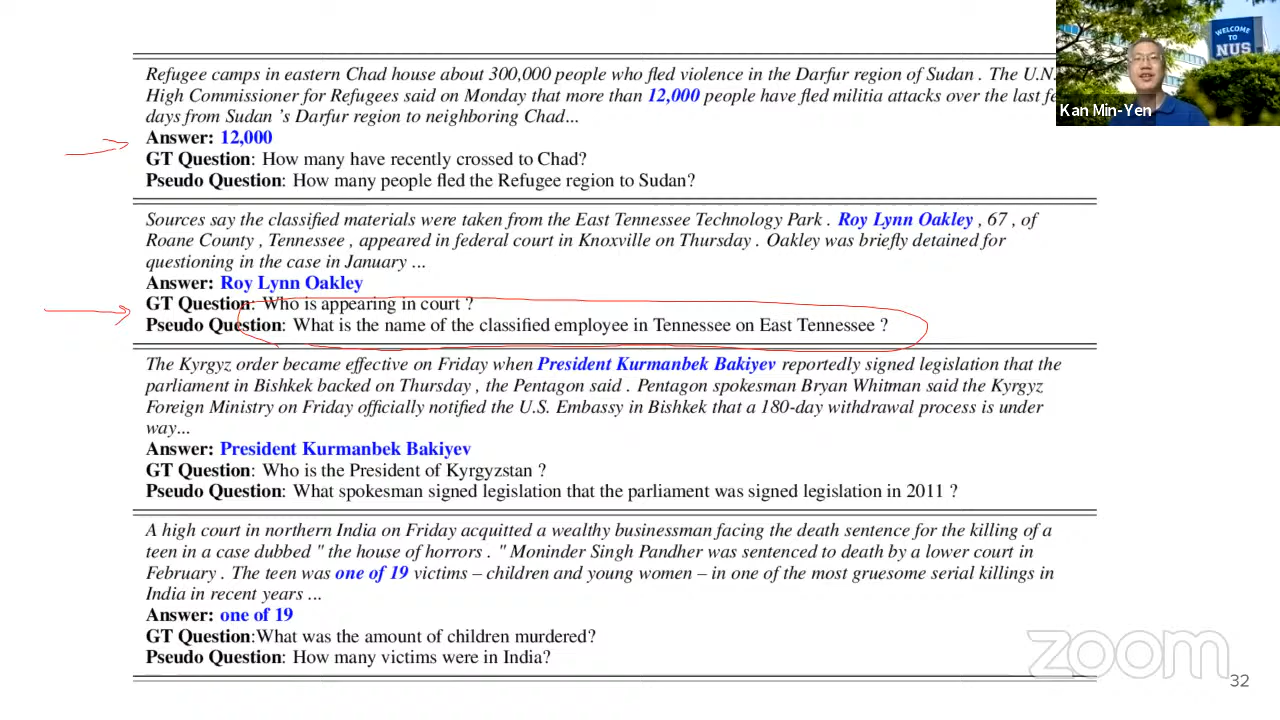 Refugee camps in eastern Chad house about 300,000 people who fled violence in the Darfur region of Sudan . The U.N.
High Commissioner for Refugees said on Monday that more than 12,000 people have fled militia attacks over the last fe
days from Sudan 's Darfur region to neighboring Chad...
Answer: 12,000
GT Question: How many have recently crossed to Chad?
Pseudo Question: How many people fled the Refugee region to Sudan?
Sources say the classified materials were taken from the East Tennessee Technology Park . Roy Lynn Oakley , 67 , of
Roane County , Tennessee , appeared in federal court in Knoxville on Thursday . Oakley was briefly detained for
questioning in the case in January ...
Answer: Roy Lynn Oakley
GT Question: Who is appearing in court ?
Pseudo Question: What is the name of the classified employee in Tennessee on East Tennessee ?
The Kyrgyz order became effective on Friday when President Kurmanbek Bakiyev reportedly signed legislation that the
parliament in Bishkek backed on Thursday , the Pentagon said . Pentagon spokesman Bryan Whitman said the Kyrgyz
Foreign Ministry on Friday officially notified the U.S. Embassy in Bishkek that a 180-day withdrawal process is under
way...
Answer: President Kurmanbek Bakiyev
GT Question: Who is the President of Kyrgyzstan ?
Pseudo Question: What spokesman signed legislation that the parliament was signed legislation in 2011 ?
A high court in northern India on Friday acquitted a wealthy businessman facing the death sentence for the killing of a
teen in a case dubbed " the house of horrors . " Moninder Singh Pandher was sentenced to death by a lower court in
February . The teen was one of 19 victims – children and young women – in one of the most gruesome serial killings in
India in recent years ...
Answer: one of 19
GT Question:What was the amount of children murdered?
Pseudo Question: How many victims were in India?
WELCOME
TO
NUS
Kan Min-Yen
zoom
32